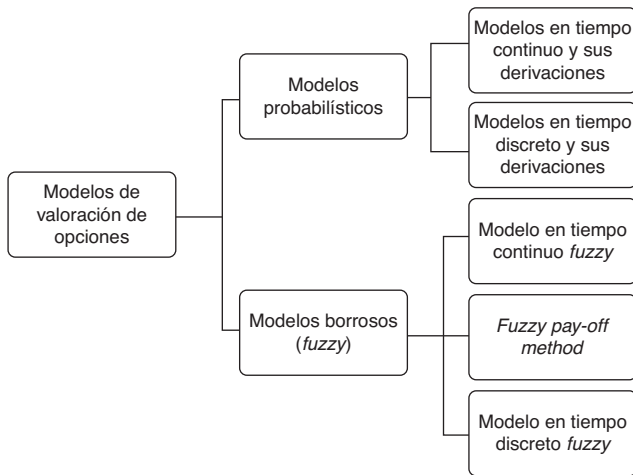 Modelos de
valoración de
opciones
Modelos
probabilísticos
Modelos en tiempo
continuo y sus
derivaciones
Modelos en tiempo
discreto y sus
derivaciones
Modelos borrosos
(fuzzy)
Modelo en tiempo
continuo fuzzy
Fuzzy pay-off
method
Modelo en tiempo
discreto fuzzy